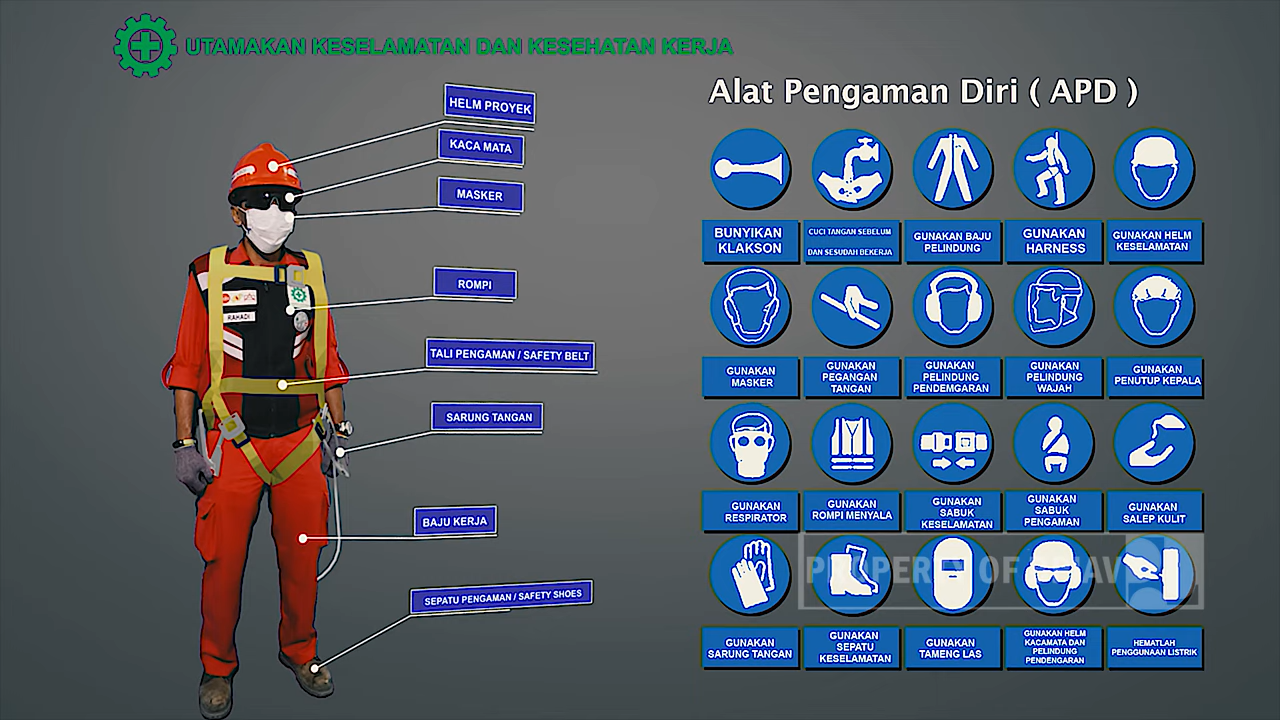 UTAMAKAN KESELAMATAN DAN KESEHATAN KERJA
HELM PROYEK
KACA MATA
MASKER
ROMPI
TALI PENGAMAN / SAFETY BELT
SARUNG TANGAN
BAJU KERJA
SEPATU PENGAMAN / SAFETY SHOES
RAHADI
Alat Pengaman Diri ( APD )
BUNYIKAN
KLAKSON
CUCI TANGAN SEBELUM
DAN SESUDAH BEKERJA
GUNAKAN BAJU
PELINDUNG
GUNAKAN
HARNESS
GUNAKAN HELM
KESELAMATAN
GUNAKAN
MASKER
GUNAKAN
PEGANGAN
TANGAN
GUNAKAN
PELINDUNG
PENDEMGARAN
GUNAKAN
PELINDUNG
WAJAH
GUNAKAN
PENUTUP KEPALA
GUNAKAN
RESPIRATOR
GUNAKAN
ROMPI MENYALA
GUNAKAN
SABUK
KESELAMATAN
GUNAKAN
SABUK
PENGAMAN
GUNAKAN
SALEP KULIT
PROPERTY OF
GUNAKAN
SARUNG TANGAN
GUNAKAN
SEPATU
KESELAMATAN
GUNAKAN
TAMENG LAS
GUNAKAN HELM
KACAMATA DAN
PELINDUNG
PENDENGARAN
HEMATLAH
PENGGUNAAN LISTRIK